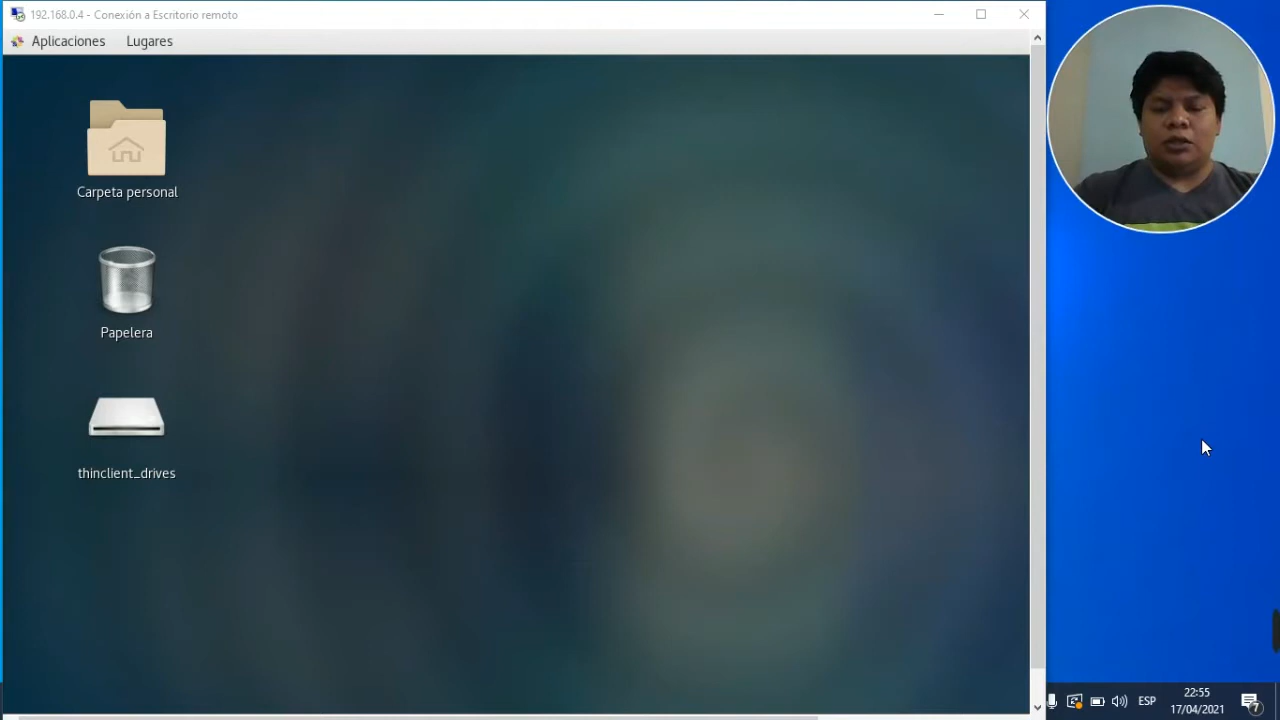 192.168.0.4 - Conexión a Escritorio remoto
Aplicaciones Lugares
Carpeta personal
Papelera
thinclient_drives
ESP
22:55
17/04/2021
7